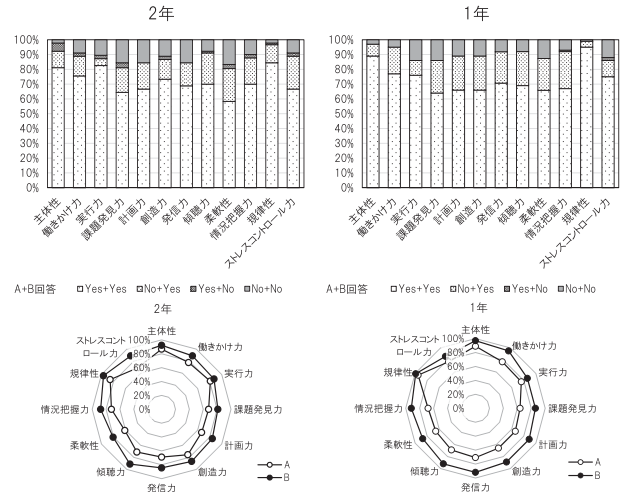 2年
100%
90%
80%
70%
60%
50%
40%
30%
20%
10%
0%
主体性
働きかけ力
実行力
課題発見力
計画力
創造力
発信力
傾聴力
柔軟性
情況把握力
規律性
ストレスコントロール力
A+B回答 Yes+Yes No+Yes Yes+No No+No
1年
100%
90%
80%
70%
60%
50%
40%
30%
20%
10%
0%
主体性
働きかけ力
実行力
課題発見力
計画力
創造力
発信力
傾聴力
柔軟性
情況把握力
規律性
ストレスコントロール力
A+B回答 Yes+Yes No+Yes Yes+No No+No
2年
主体性
働きかけ力
実行力
課題発見力
計画力
創造力
発信力
傾聴力
柔軟性
情況把握力
規律性
ストレスコント
ロール力
100%
80%
60%
40%
20%
0%
A
B
1年
主体性
働きかけ力
実行力
課題発見力
計画力
創造力
発信力
傾聴力
柔軟性
情況把握力
規律性
ストレスコント
ロール力
100%
80%
60%
40%
20%
0%
A
B